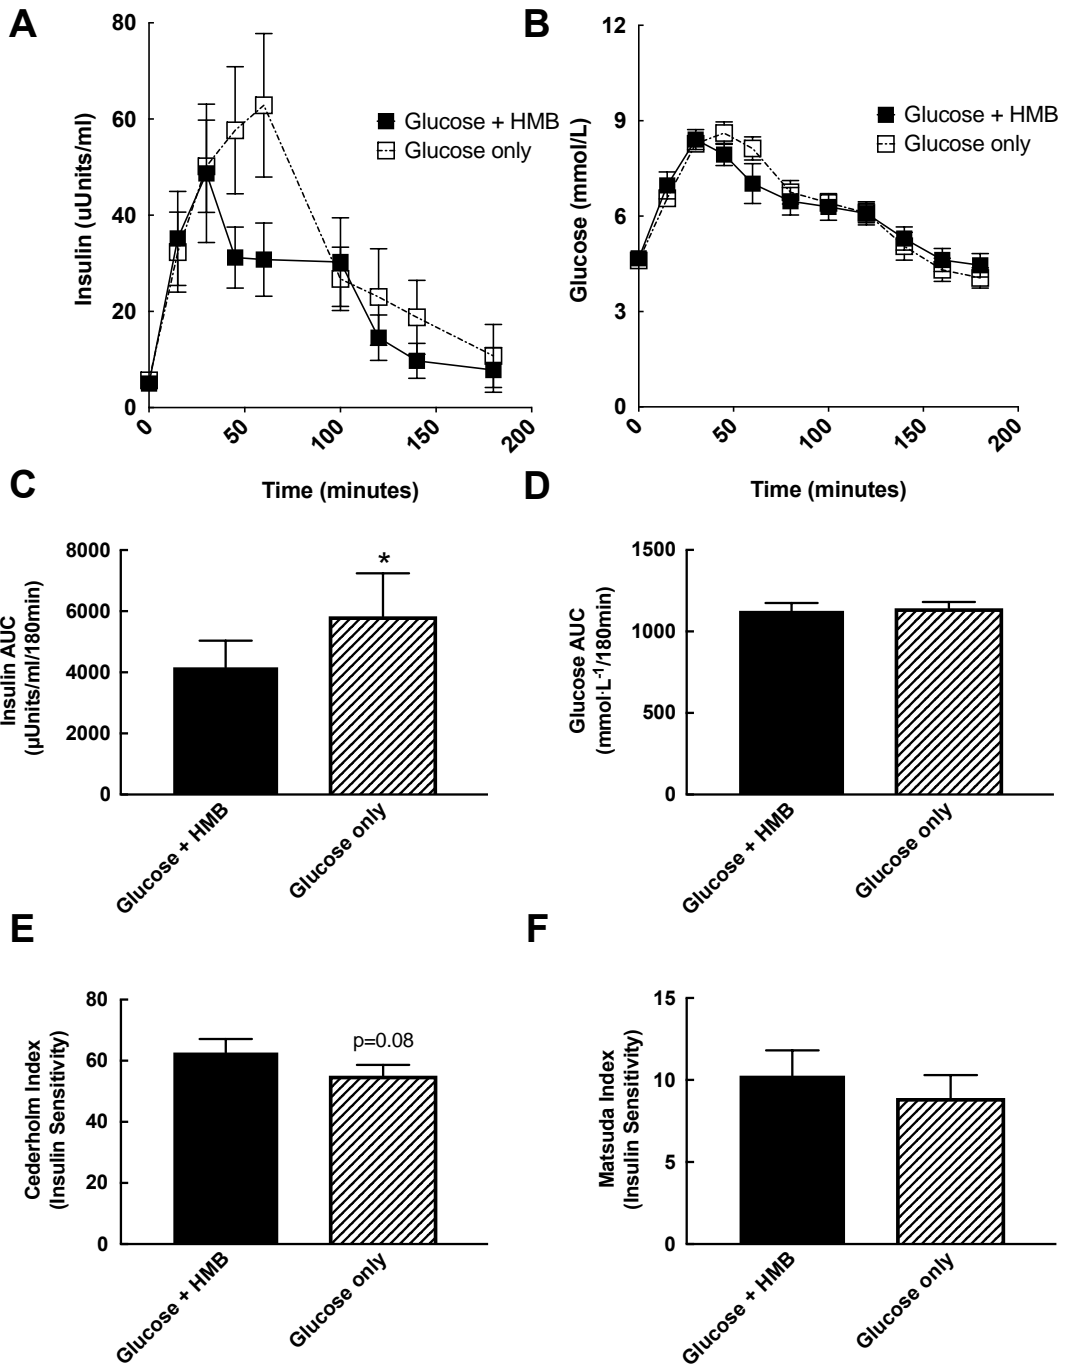 A
80
60
40
20
0
Insulin (uUnits/ml)
Glucose + HMB
Glucose only
0
50
100
150
200
Time (minutes)
B
12
9
6
3
0
Glucose (mmol/L)
Glucose + HMB
Glucose only
0
50
100
150
200
Time (minutes)
C
8000
6000
4000
2000
0
Insulin AUC
(µUnits/ml/180min)
*
Glucose + HMB
Glucose only
D
1500
1000
500
0
Glucose AUC
(mmol·L⁻¹/180min)
Glucose + HMB
Glucose only
E
80
60
40
20
0
Cederholm Index
(Insulin Sensitivity)
p=0.08
Glucose + HMB
Glucose only
F
15
10
5
0
Matsuda Index
(Insulin Sensitivity)
Glucose + HMB
Glucose only